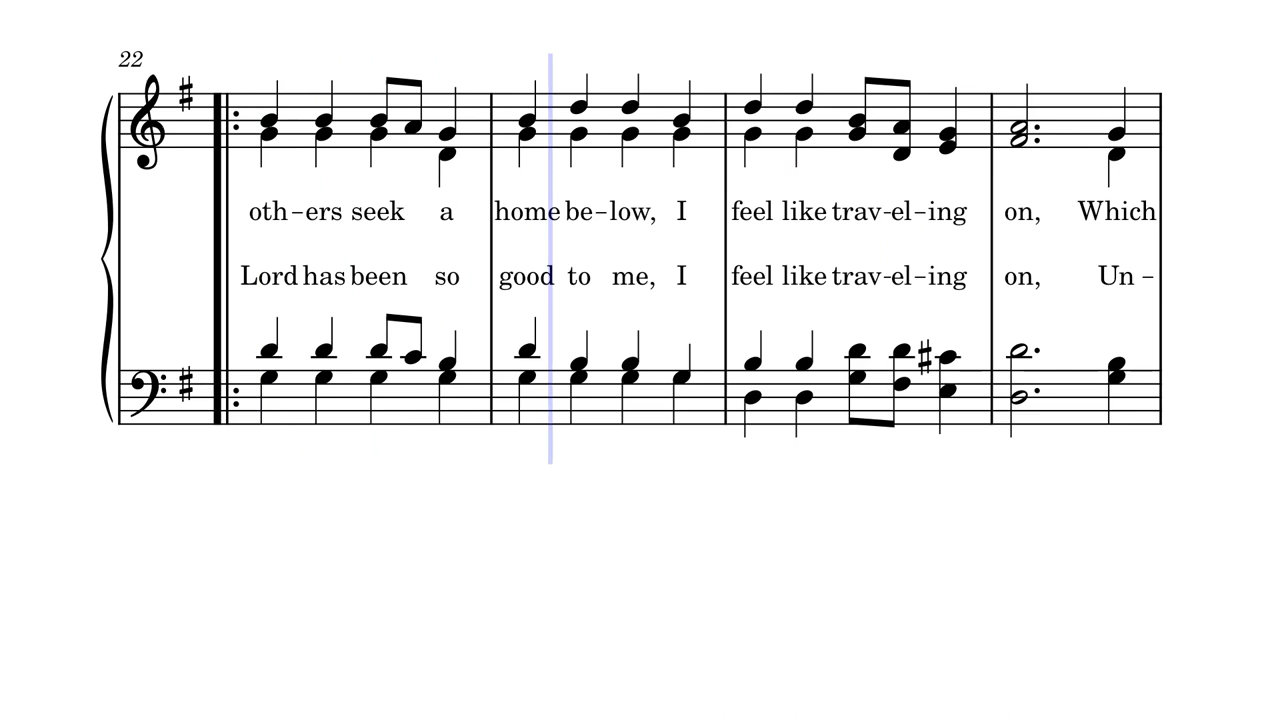 22
oth-ers seek a home be-low, I feel like trav-el-ing on, Which
Lord has been so good to me, I feel like trav-el-ing on, Un-